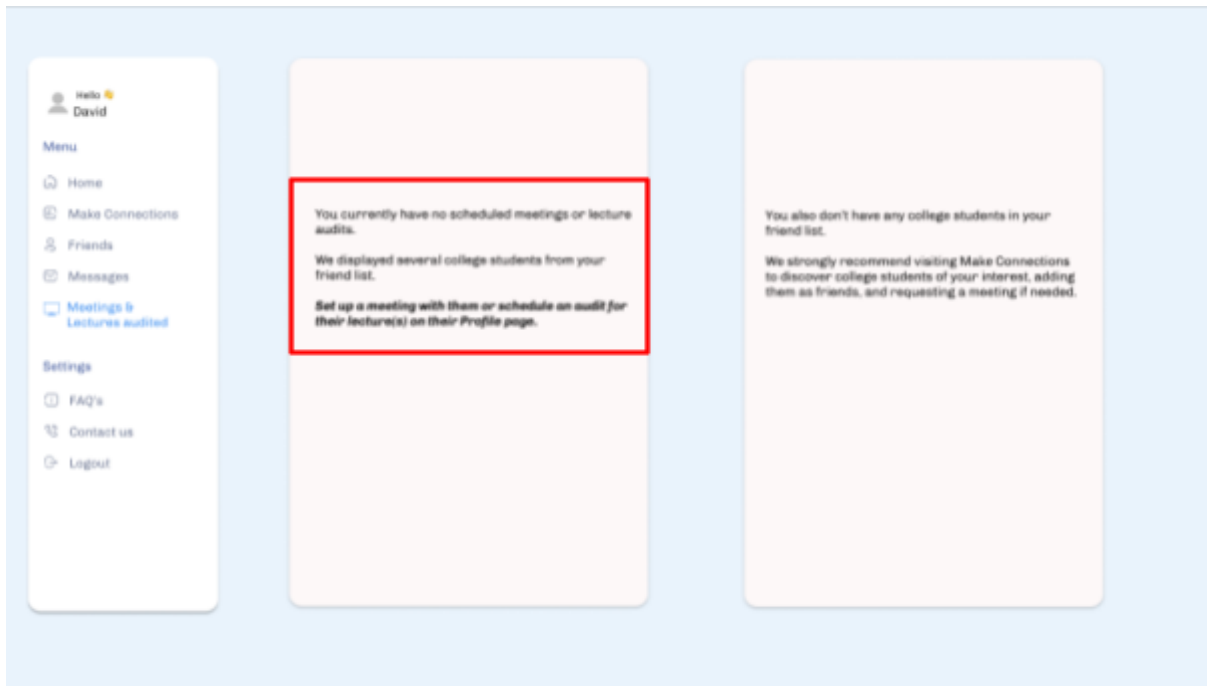 Hello 👋
David
Menu
Home
Make Connections
Friends
Messages
Meetings &
Lectures audited
Settings
FAQ's
Contact us
Logout
You currently have no scheduled meetings or lecture
audits.
We displayed several college students from your
friend list.
Set up a meeting with them or schedule an audit for
their lecture(s) on their Profile page.
You also don't have any college students in your
friend list.
We strongly recommend visiting Make Connections
to discover college students of your interest, adding
them as friends, and requesting a meeting if needed.